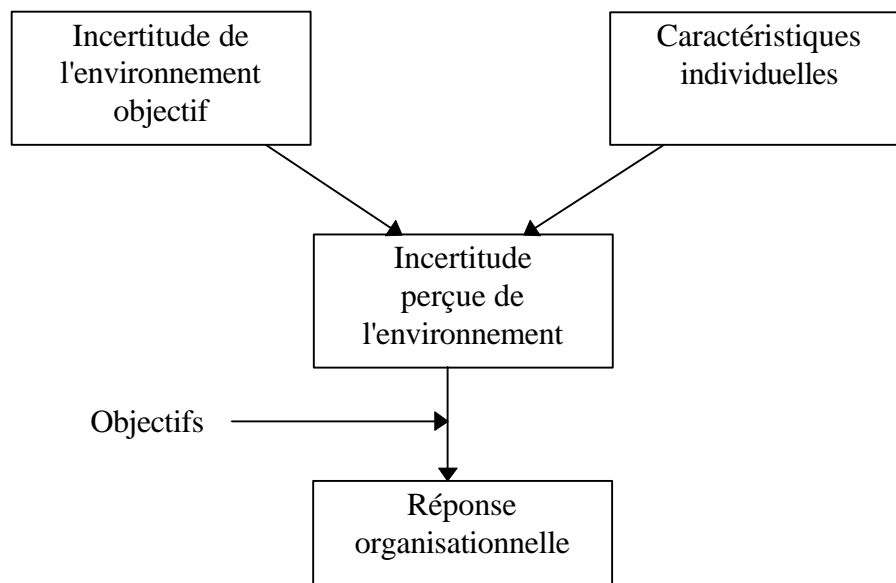 Incertitude de
l'environnement
objectif
Caractéristiques
individuelles
Incertitude
perçue de
l'environnement
Objectifs
Réponse
organisationnelle